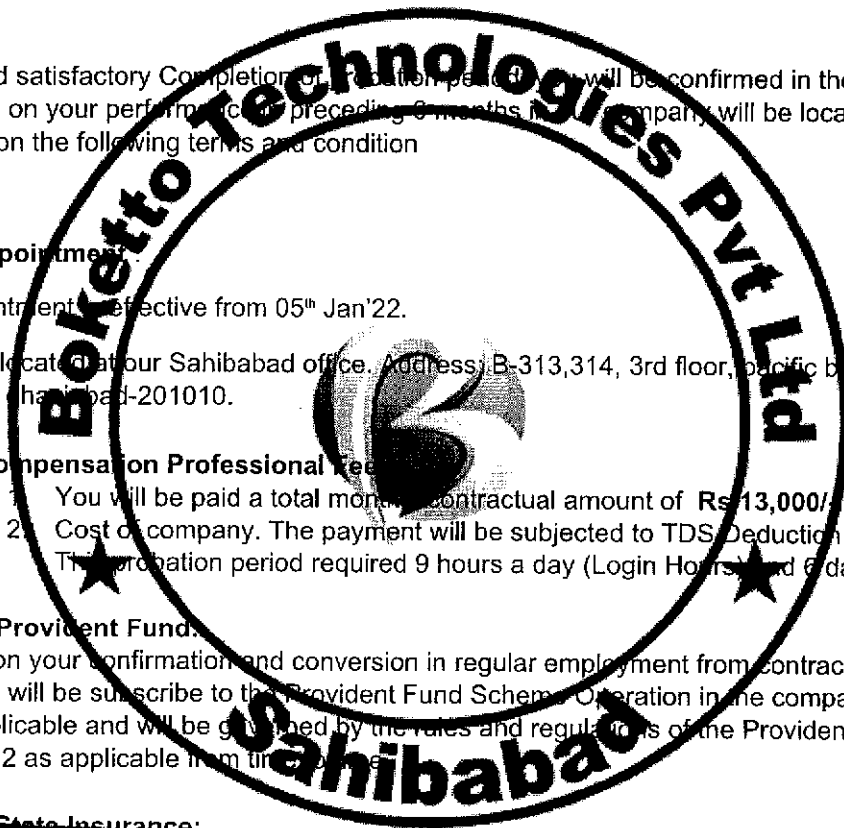 d satisfactory Completion of probation period will be confirmed in the
on your performance preceding months company will be loca
on the following terms and condition
ppointment
ntment effective from 05th Jan'22.
located at our Sahibabad office. Address: B-313,314, 3rd floor, pacific b
ghaziabad-201010.
ompensation Professional Fee
1. You will be paid a total monthly contractual amount of Rs 13,000/-
2. Cost of company. The payment will be subjected to TDS Deduction
The probation period required 9 hours a day (Login Hours) and 6 da
Provident Fund:
on your confirmation and conversion in regular employment from contrac
will be subscribe to the Provident Fund Scheme Operation in the compa
plicable and will be governed by the rules and regulations of the Providen
2 as applicable from time
State Insurance:
Boketto Technologies Pvt Ltd
Sahibabad